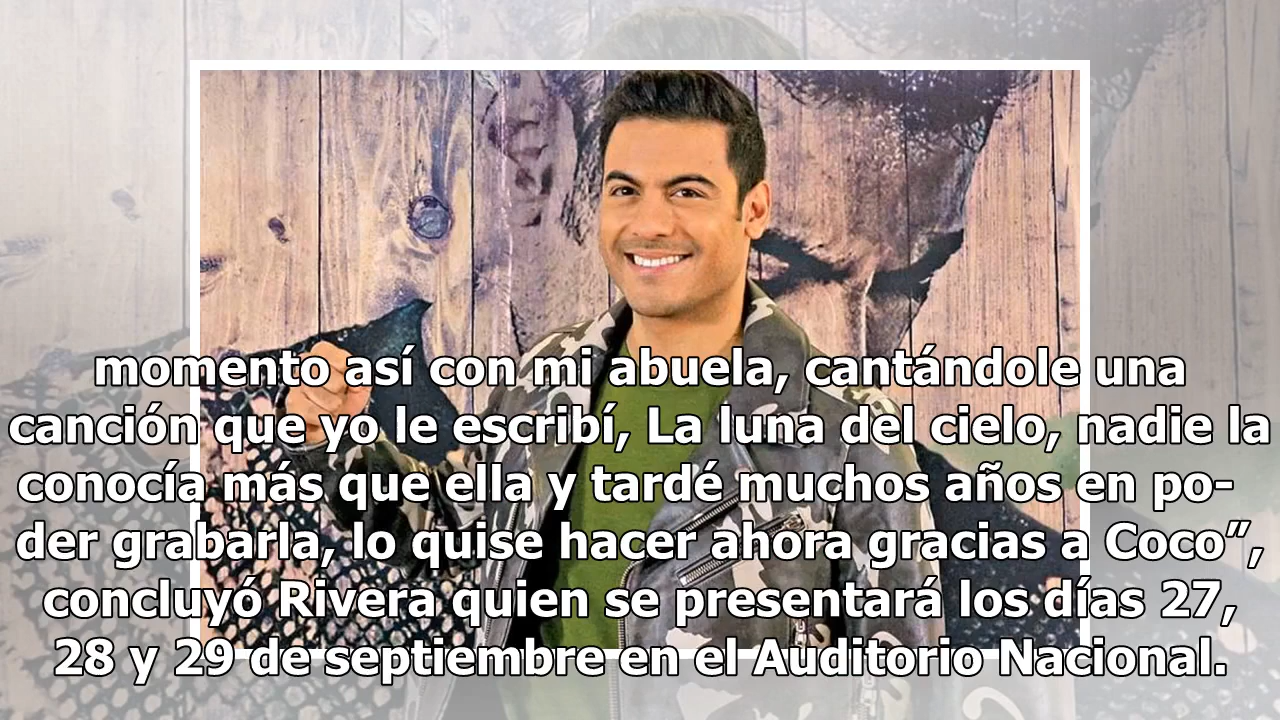 momento así con mi abuela, cantándole una
canción que yo le escribí, La luna del cielo, nadie la
conocía más que ella y tardé muchos años en po-
der grabarla, lo quise hacer ahora gracias a Coco”,
concluyó Rivera quien se presentará los días 27,
28 y 29 de septiembre en el Auditorio Nacional.